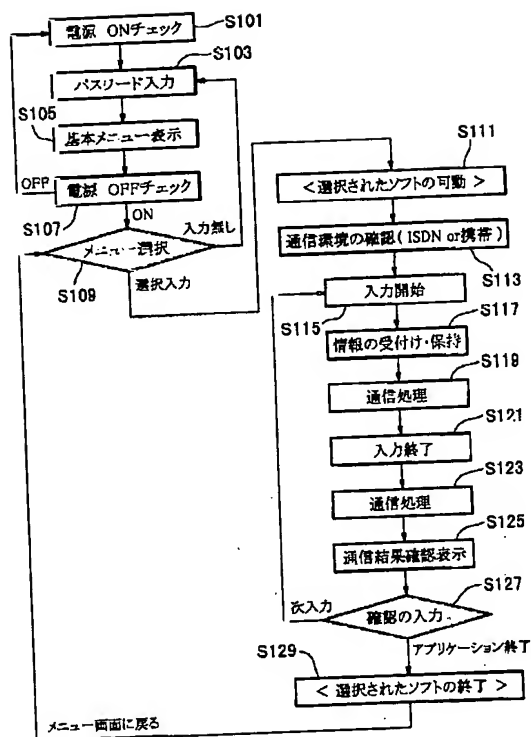 電源 ONチェック
S101
S103
パスワード入力
S105
基本メニュー表示
OFF
電源 OFFチェック
S107
ON
入力無し
メニュー選択
S109
選択入力
S111
< 選択されたソフトの可動 >
通信環境の確認( ISDN or携帯 )
S113
入力開始
S115
S117
情報の受付け・保持
S119
通信処理
S121
入力終了
S123
通信処理
S125
通信結果確認表示
S127
次入力
確認の入力
アプリケーション終了
S129
< 選択されたソフトの終了 >
メニュー画面に戻る